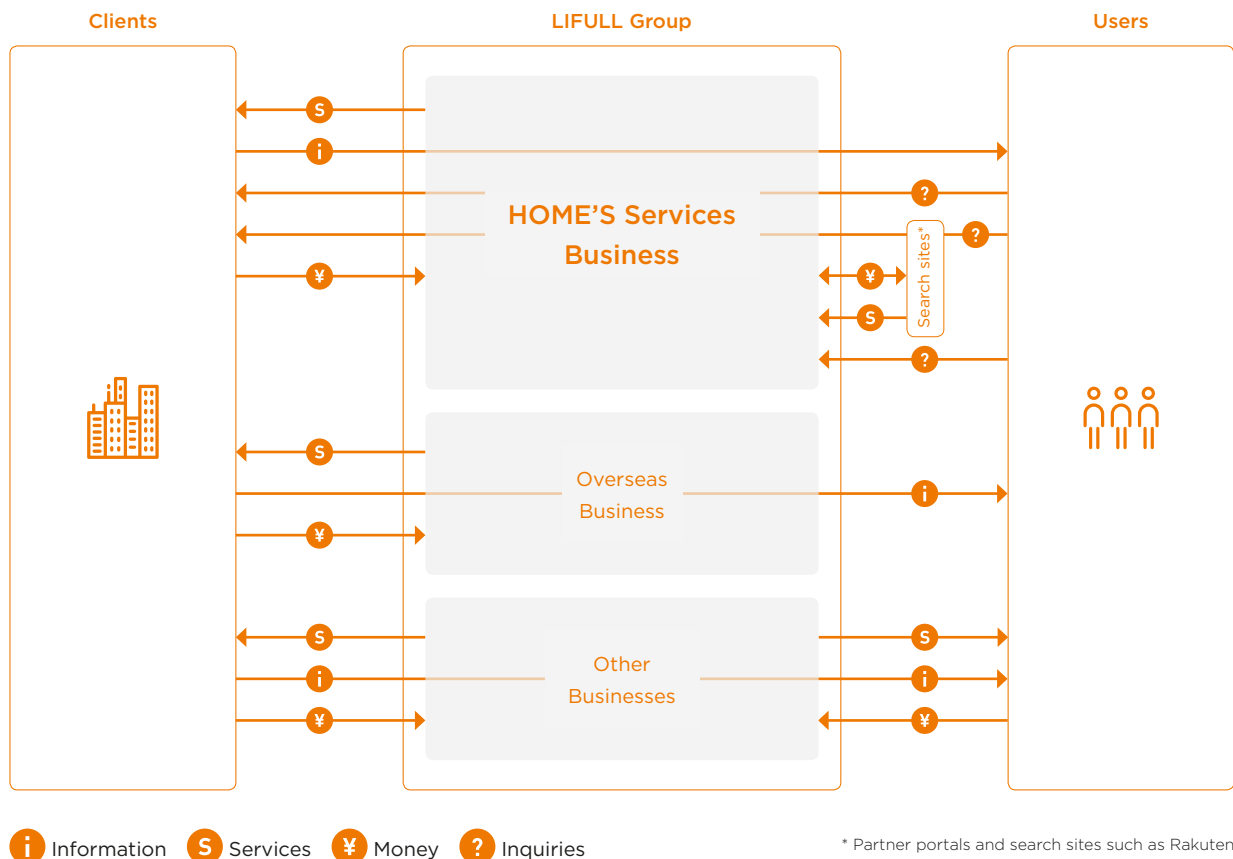 Clients
LIFULL Group
Users
S
i
?
HOME’S Services
Business
?
¥
¥
Search sites*
S
?
S
Overseas
Business
i
¥
S
S
Other
Businesses
i
i
¥
¥
i Information
S Services
¥ Money
? Inquiries
* Partner portals and search sites such as Rakuten